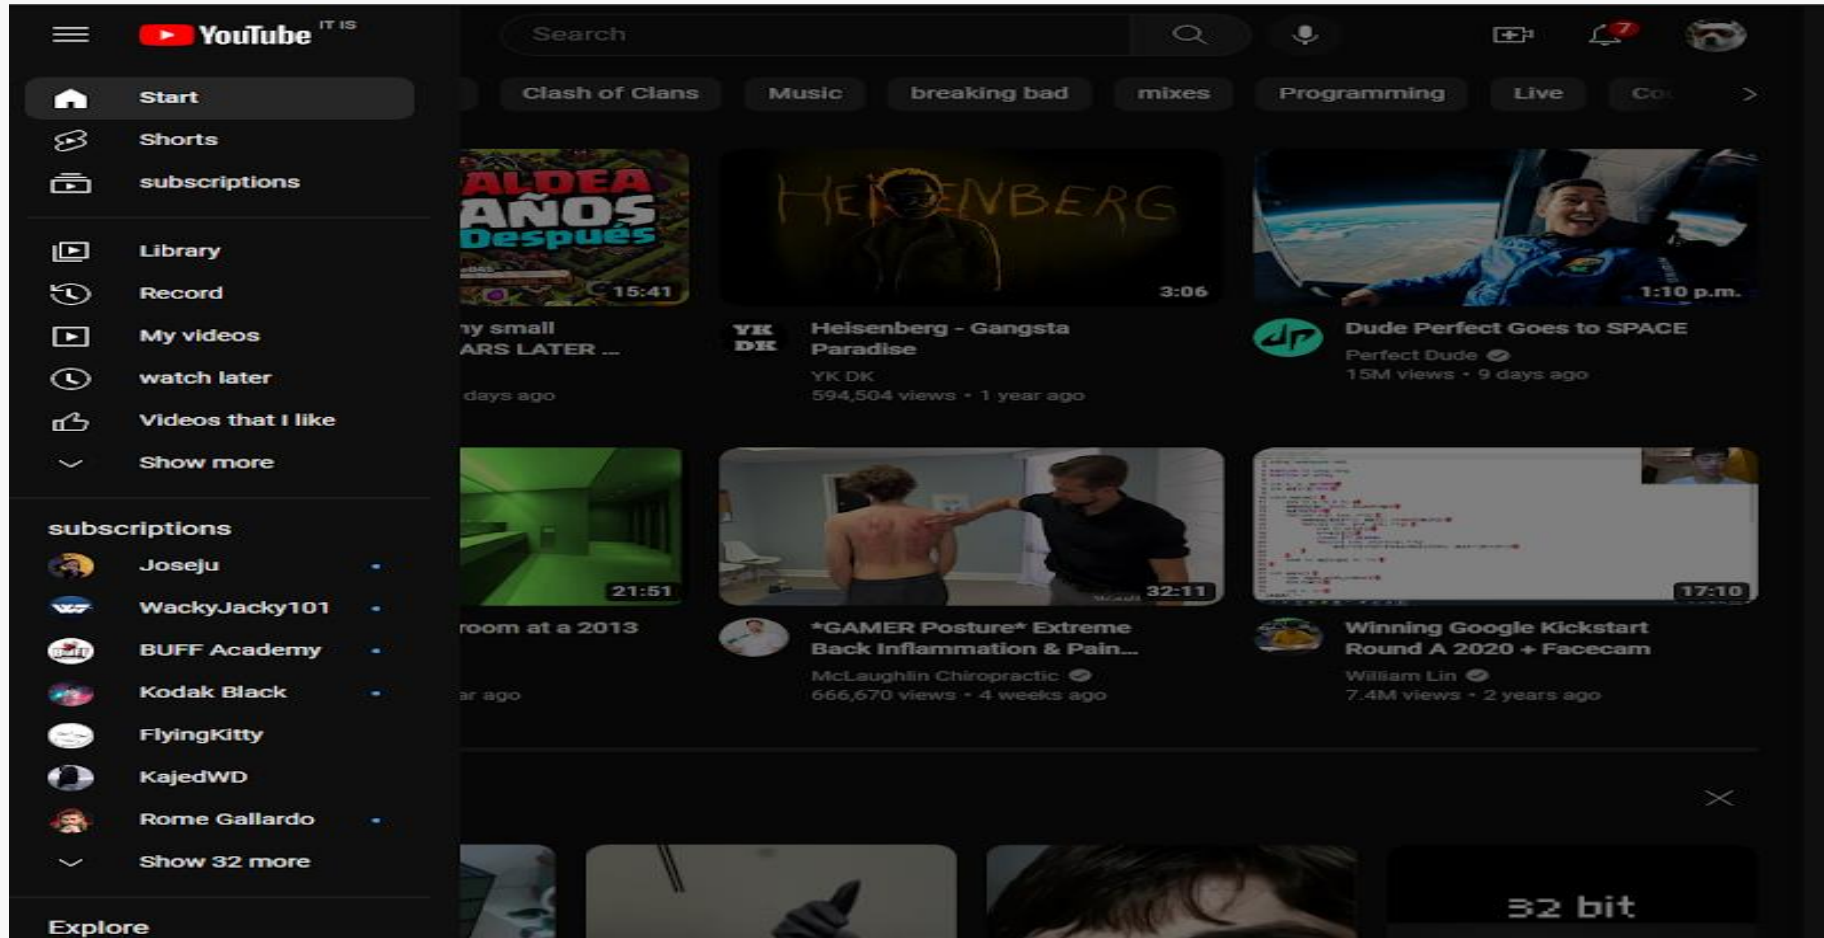 YouTube IT IS
Search
7
Start
Shorts
subscriptions
Library
Record
My videos
watch later
Videos that I like
Show more
subscriptions
Joseju
WackyJacky101
BUFF Academy
Kodak Black
FlyingKitty
KajedWD
Rome Gallardo
Show 32 more
Explore
Clash of Clans
Music
breaking bad
mixes
Programming
Live
ALDEA
AÑOS
Después
15:41
ny small
ARS LATER ...
days ago
HEISENBERG
3:06
YK
DK
Heisenberg - Gangsta
Paradise
YK DK
594,504 views • 1 year ago
1:10 p.m.
dp
Dude Perfect Goes to SPACE
Perfect Dude
15M views • 9 days ago
21:51
room at a 2013
ar ago
32:11
*GAMER Posture* Extreme
Back Inflammation & Pain...
McLaughlin Chiropractic
666,670 views • 4 weeks ago
17:10
Winning Google Kickstart
Round A 2020 + Facecam
William Lin
7.4M views • 2 years ago
32 bit